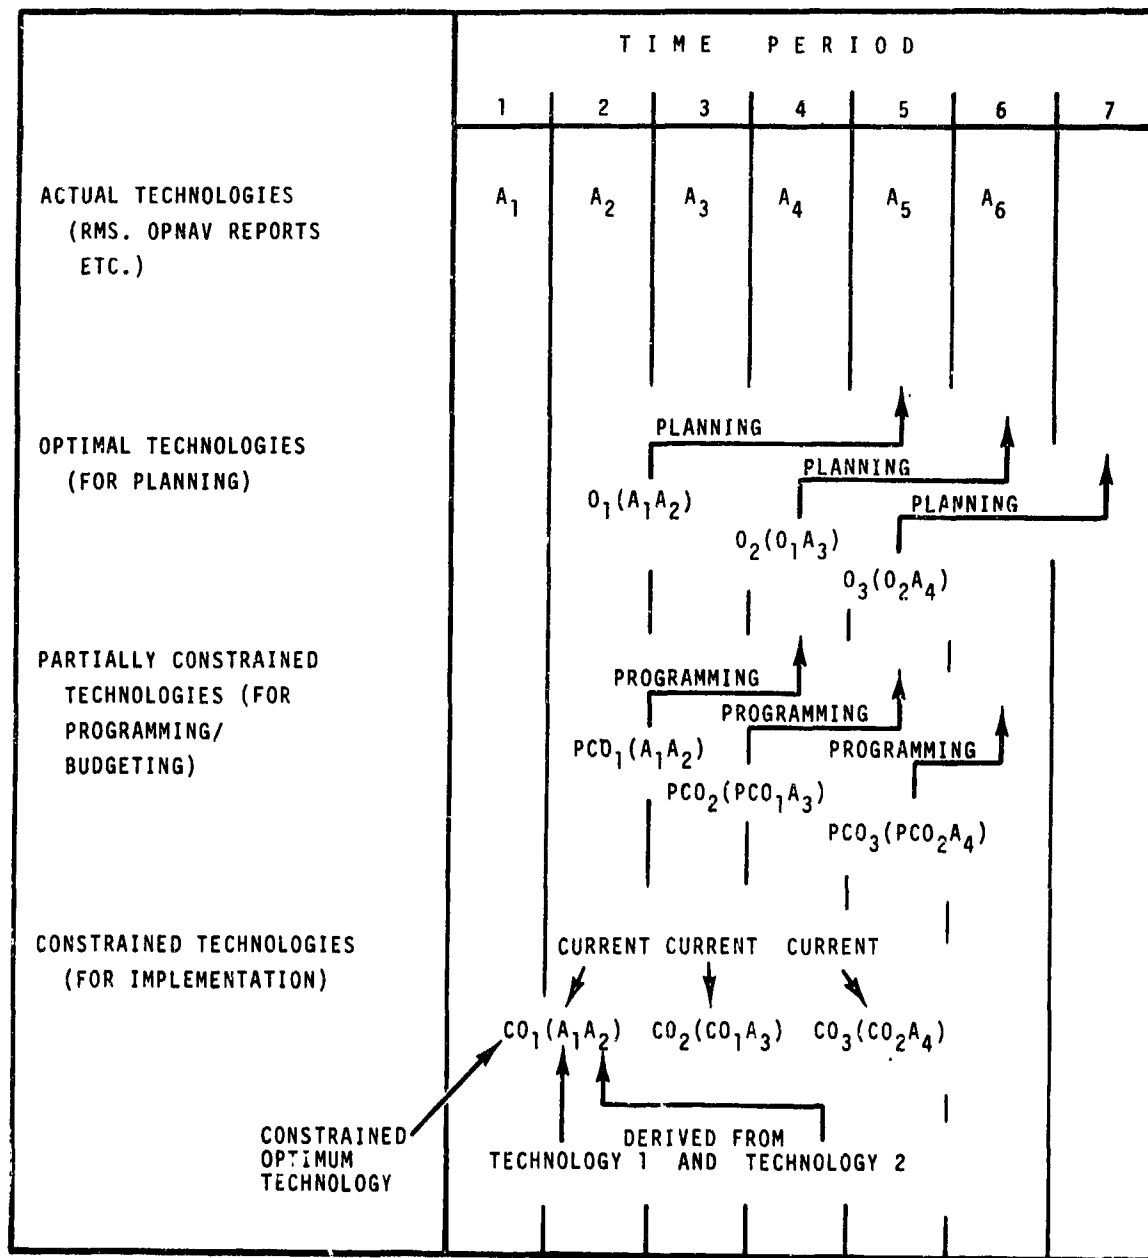 TIME PERIOD
1 2 3 4 5 6 7
ACTUAL TECHNOLOGIES
(RMS. OPNAV REPORTS
ETC.)
A₁ A₂ A₃ A₄ A₅ A₆
OPTIMAL TECHNOLOGIES
(FOR PLANNING)
PLANNING
PLANNING
PLANNING
O₁(A₁A₂)
O₂(O₁A₃)
O₃(O₂A₄)
PARTIALLY CONSTRAINED
TECHNOLOGIES (FOR
PROGRAMMING/
BUDGETING)
PROGRAMMING
PROGRAMMING
PROGRAMMING
PCO₁(A₁A₂)
PCO₂(PCO₁A₃)
PCO₃(PCO₂A₄)
CONSTRAINED TECHNOLOGIES
(FOR IMPLEMENTATION)
CURRENT CURRENT CURRENT
CO₁(A₁A₂) CO₂(CO₁A₃) CO₃(CO₂A₄)
CONSTRAINED
OPTIMUM
TECHNOLOGY
DERIVED FROM
TECHNOLOGY 1 AND TECHNOLOGY 2